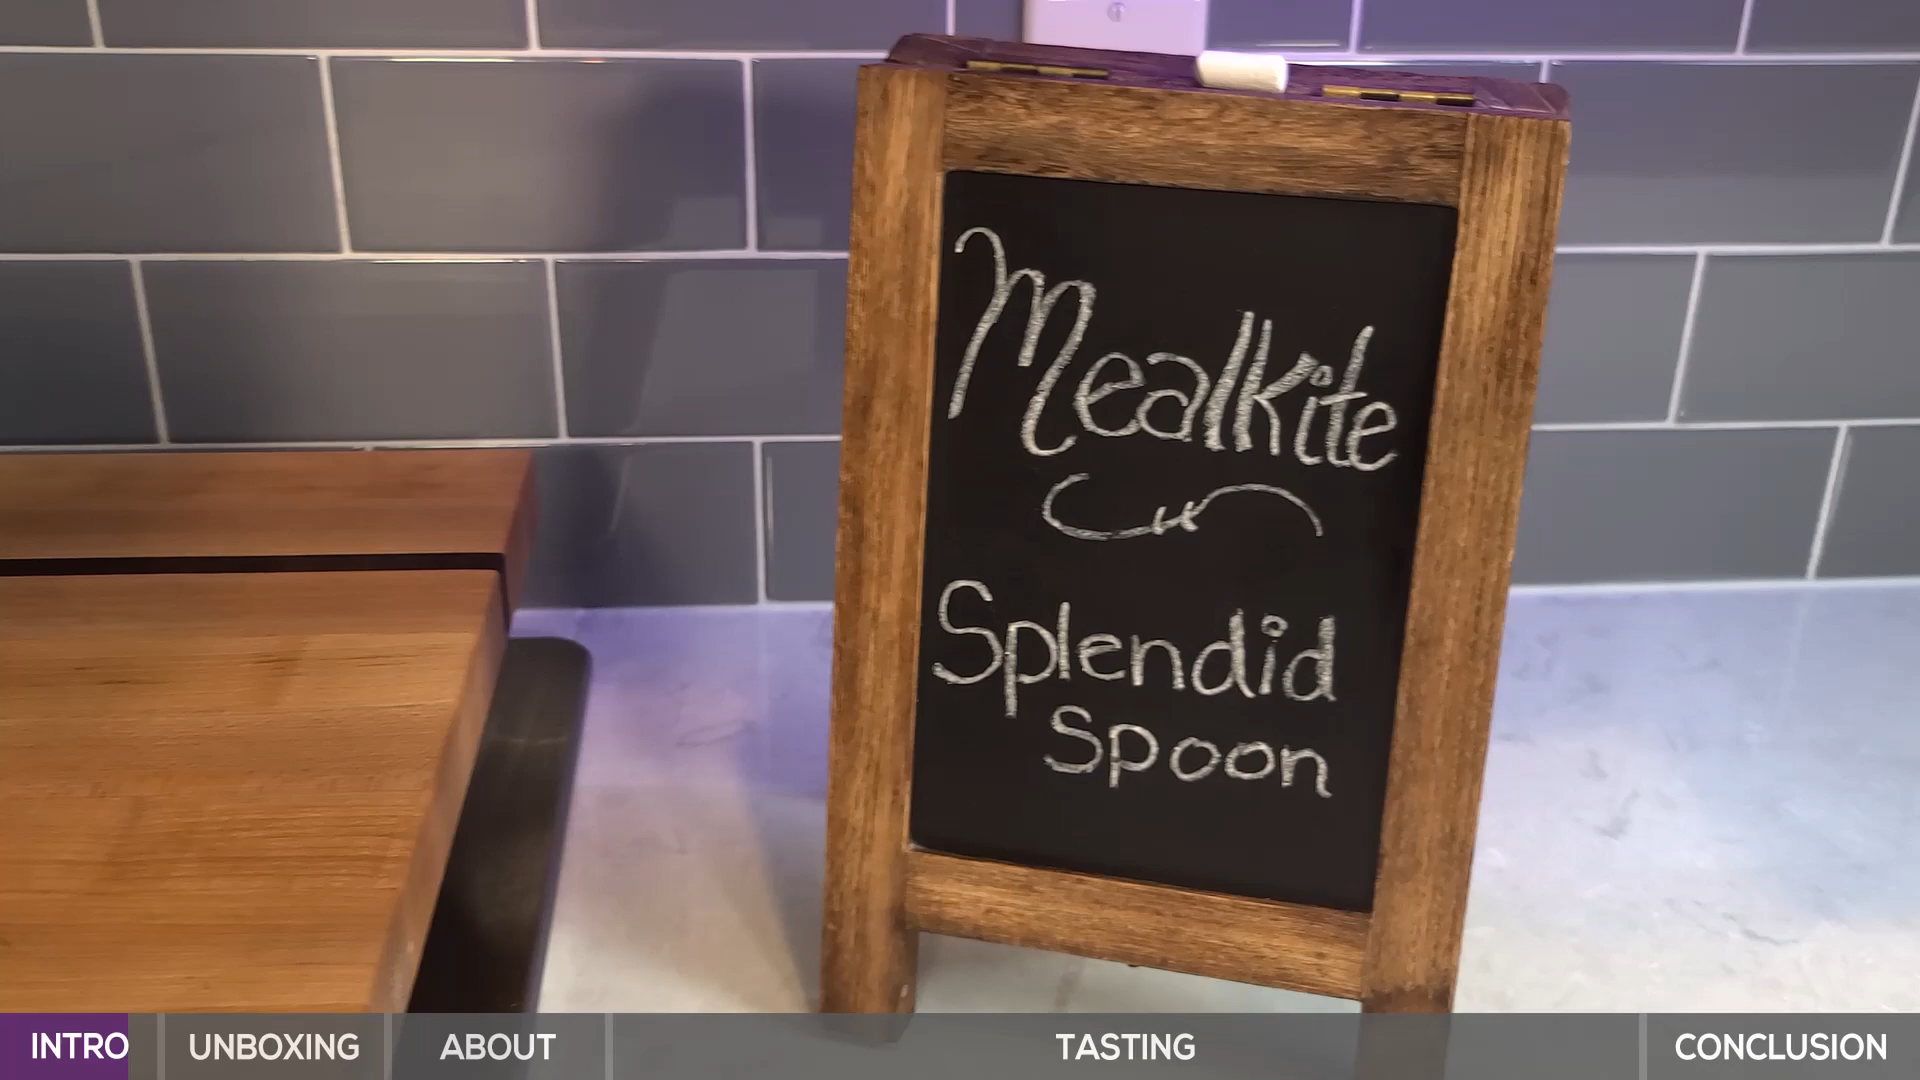 Mealkite
Splendid
Spoon
INTRO
UNBOXING
ABOUT
TASTING
CONCLUSION